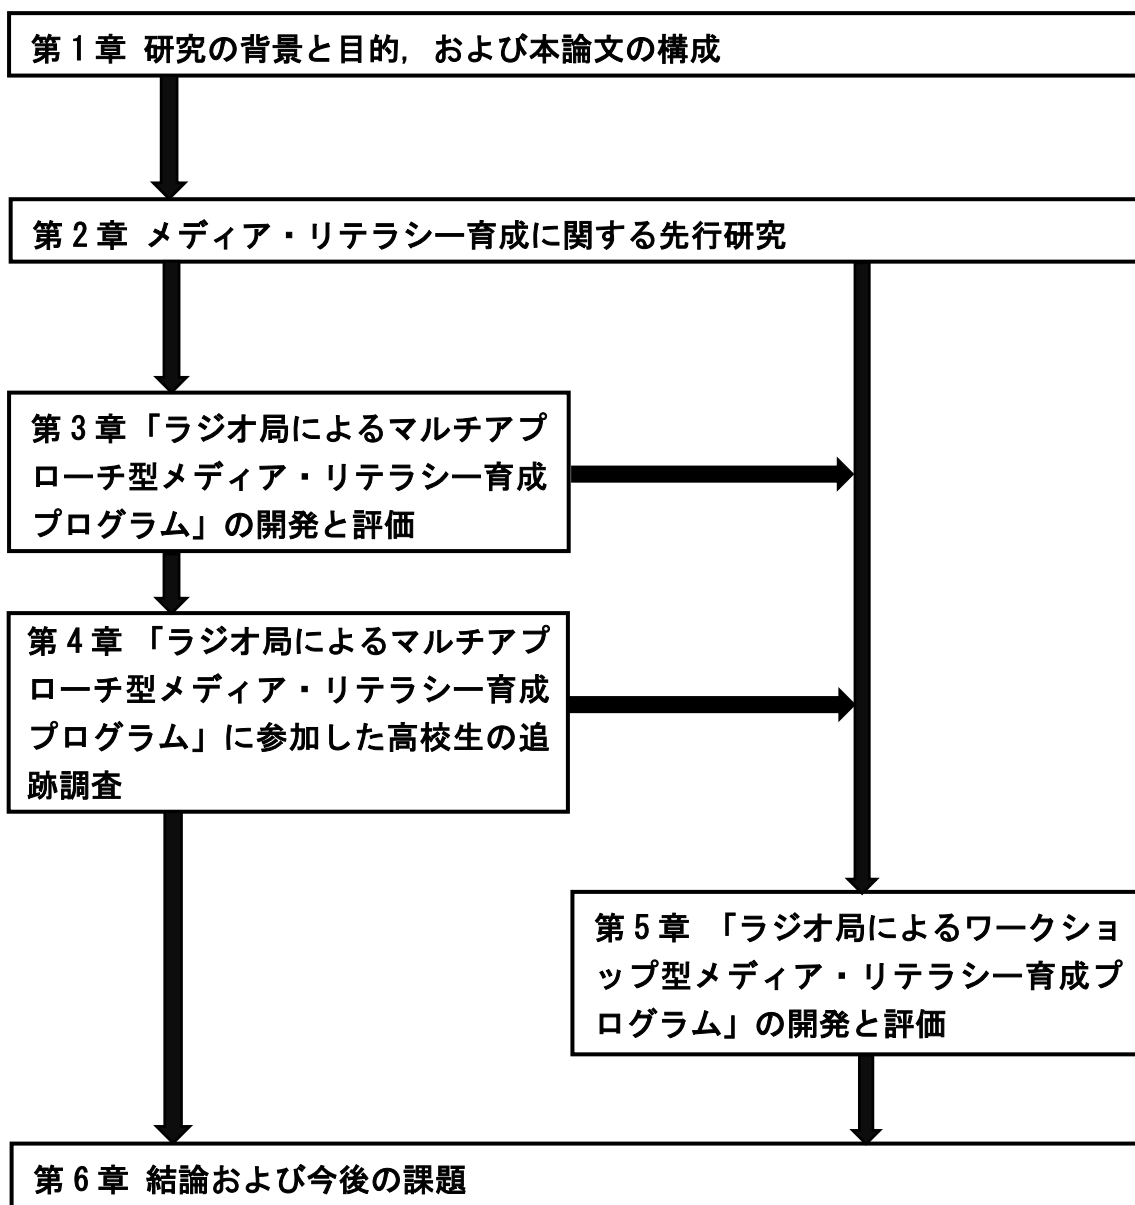 第1章 研究の背景と目的，および本論文の構成
第2章 メディア・リテラシー育成に関する先行研究
第3章「ラジオ局によるマルチアプ
ローチ型メディア・リテラシー育成
プログラム」の開発と評価
第4章 「ラジオ局によるマルチアプ
ローチ型メディア・リテラシー育成
プログラム」に参加した高校生の追
跡調査
第5章 「ラジオ局によるワークショ
ップ型メディア・リテラシー育成プ
ログラム」の開発と評価
第6章 結論および今後の課題